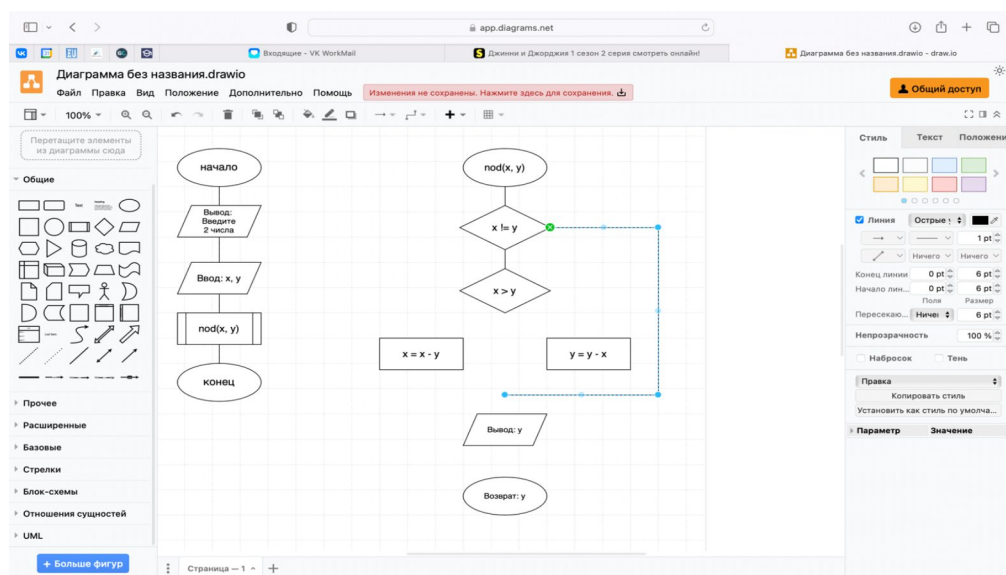 app.diagrams.net
Входящие – VK WorkMail
Джинни и Джорджия 1 сезон 2 серия смотреть онлайн!
Диаграмма без названия.drawio – draw.io
Диаграмма без названия.drawio
Файл Правка Вид Положение Дополнительно Помощь
Изменения не сохранены. Нажмите здесь для сохранения.
Общий доступ
100%
Перетащите элементы
из диаграммы сюда
Общие
Text
Прочее
Расширенные
Базовые
Стрелки
Блок-схемы
Отношения сущностей
UML
+ Больше фигур
начало
Вывод:
Введите
2 числа
Ввод: x, y
nod(x, y)
конец
nod(x, y)
x != y
x > y
x = x - y
y = y - x
Вывод: y
Возврат: y
Страница — 1
Стиль Текст Положени
Линия Острые
1 pt
Ничего Ничего
Конец линии 0 pt 6 pt
Начало лин... 0 pt 6 pt
Поля Размер
Пересекаю... Ничег 6 pt
Непрозрачность 100 %
Набросок Тень
Правка
Копировать стиль
Установить как стиль по умолча...
Параметр Значение